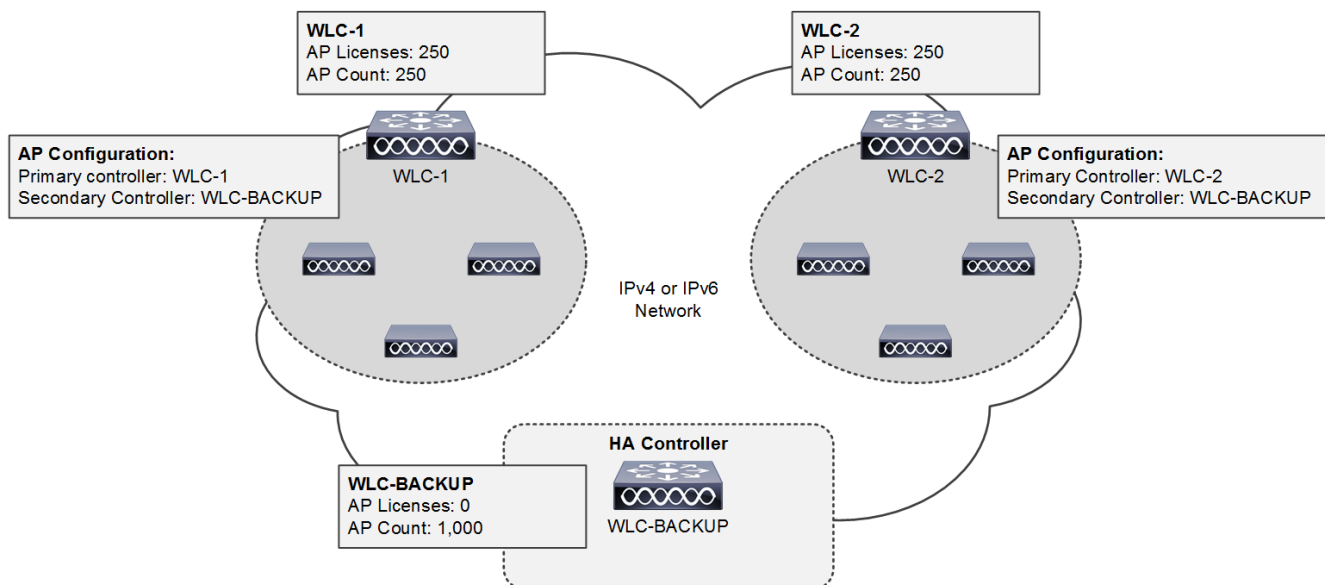 WLC-1
AP Licenses: 250
AP Count: 250
WLC-2
AP Licenses: 250
AP Count: 250
AP Configuration:
Primary controller: WLC-1
Secondary Controller: WLC-BACKUP
WLC-1
WLC-2
AP Configuration:
Primary Controller: WLC-2
Secondary Controller: WLC-BACKUP
IPv4 or IPv6
Network
HA Controller
WLC-BACKUP
AP Licenses: 0
AP Count: 1,000
WLC-BACKUP